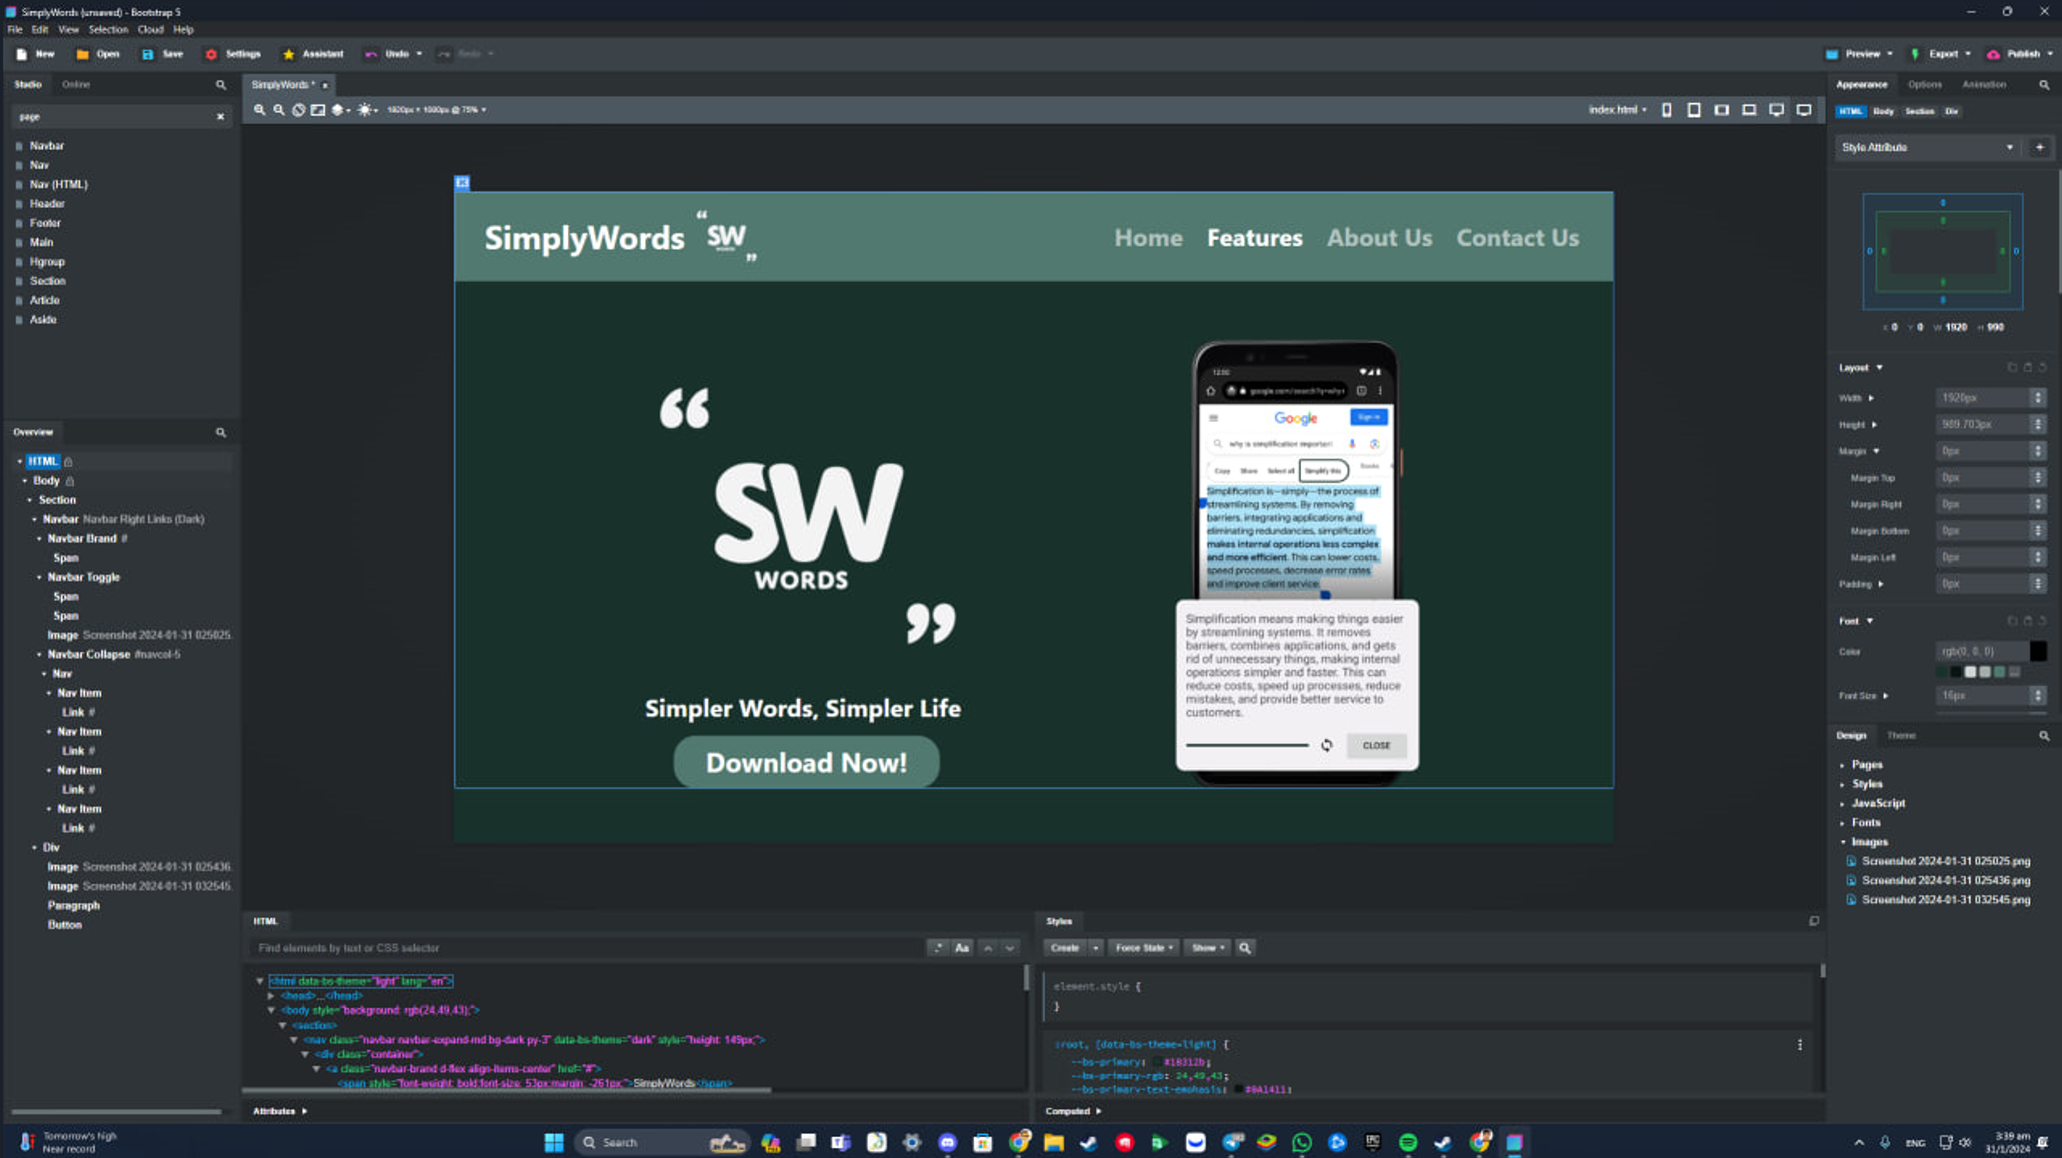 SimplyWords (unsaved) - Bootstrap 5
File Edit View Selection Cloud Help
New Open Save Settings Assistant Undo Redo
Preview Export Publish
Studio Online
SimplyWords *
Appearance Options Animation
page
1920px × 1080px @ 75%
index.html
HTML Body Section Div
Navbar
Nav
Nav (HTML)
Header
Footer
Main
Hgroup
Section
Article
Aside
Style Attribute
X 0 Y 0 W 1920 H 990
SimplyWords
SW
WORDS
Home Features About Us Contact Us
“
SW
WORDS
”
Simpler Words, Simpler Life
Download Now!
12:30
google.com/search?q=why+
Google
Sign in
why is simplification important
Copy Share Select all Simplify this
Simplification is—simply—the process of
streamlining systems. By removing
barriers, integrating applications and
eliminating redundancies, simplification
makes internal operations less complex
and more efficient. This can lower costs,
speed processes, decrease error rates
and improve client service.
Simplification means making things easier
by streamlining systems. It removes
barriers, combines applications, and gets
rid of unnecessary things, making internal
operations simpler and faster. This can
reduce costs, speed up processes, reduce
mistakes, and provide better service to
customers.
CLOSE
Layout
Width 1920px
Height 989.703px
Margin 0px
Margin Top 0px
Margin Right 0px
Margin Bottom 0px
Margin Left 0px
Padding 0px
Font
Color rgb(0, 0, 0)
Font Size 16px
Overview
HTML
Body
Section
Navbar Navbar Right Links (Dark)
Navbar Brand #
Span
Navbar Toggle
Span
Span
Image Screenshot 2024-01-31 025025.
Navbar Collapse #navcol-5
Nav
Nav Item
Link #
Nav Item
Link #
Nav Item
Link #
Nav Item
Link #
Div
Image Screenshot 2024-01-31 025436.
Image Screenshot 2024-01-31 032545.
Paragraph
Button
Design Theme
Pages
Styles
JavaScript
Fonts
Images
Screenshot 2024-01-31 025025.png
Screenshot 2024-01-31 025436.png
Screenshot 2024-01-31 032545.png
HTML
Find elements by text or CSS selector
.* Aa
<html data-bs-theme="light" lang="en">
<head>...</head>
<body style="background: rgb(24,49,43);">
<section>
<nav class="navbar navbar-expand-md bg-dark py-3" data-bs-theme="dark" style="height: 149px;">
<div class="container">
<a class="navbar-brand d-flex align-items-center" href="#">
<span style="font-weight: bold;font-size: 53px;margin: -261px;">SimplyWords</span>
Attributes
Styles
Create Force State Show
element.style {
}
:root, [data-bs-theme=light] {
--bs-primary: #18312b;
--bs-primary-rgb: 24,49,43;
--bs-primary-text-emphasis: #0A1411;
Computed
Tomorrow's high
Near record
Search
ENG
3:39 am
31/1/2024